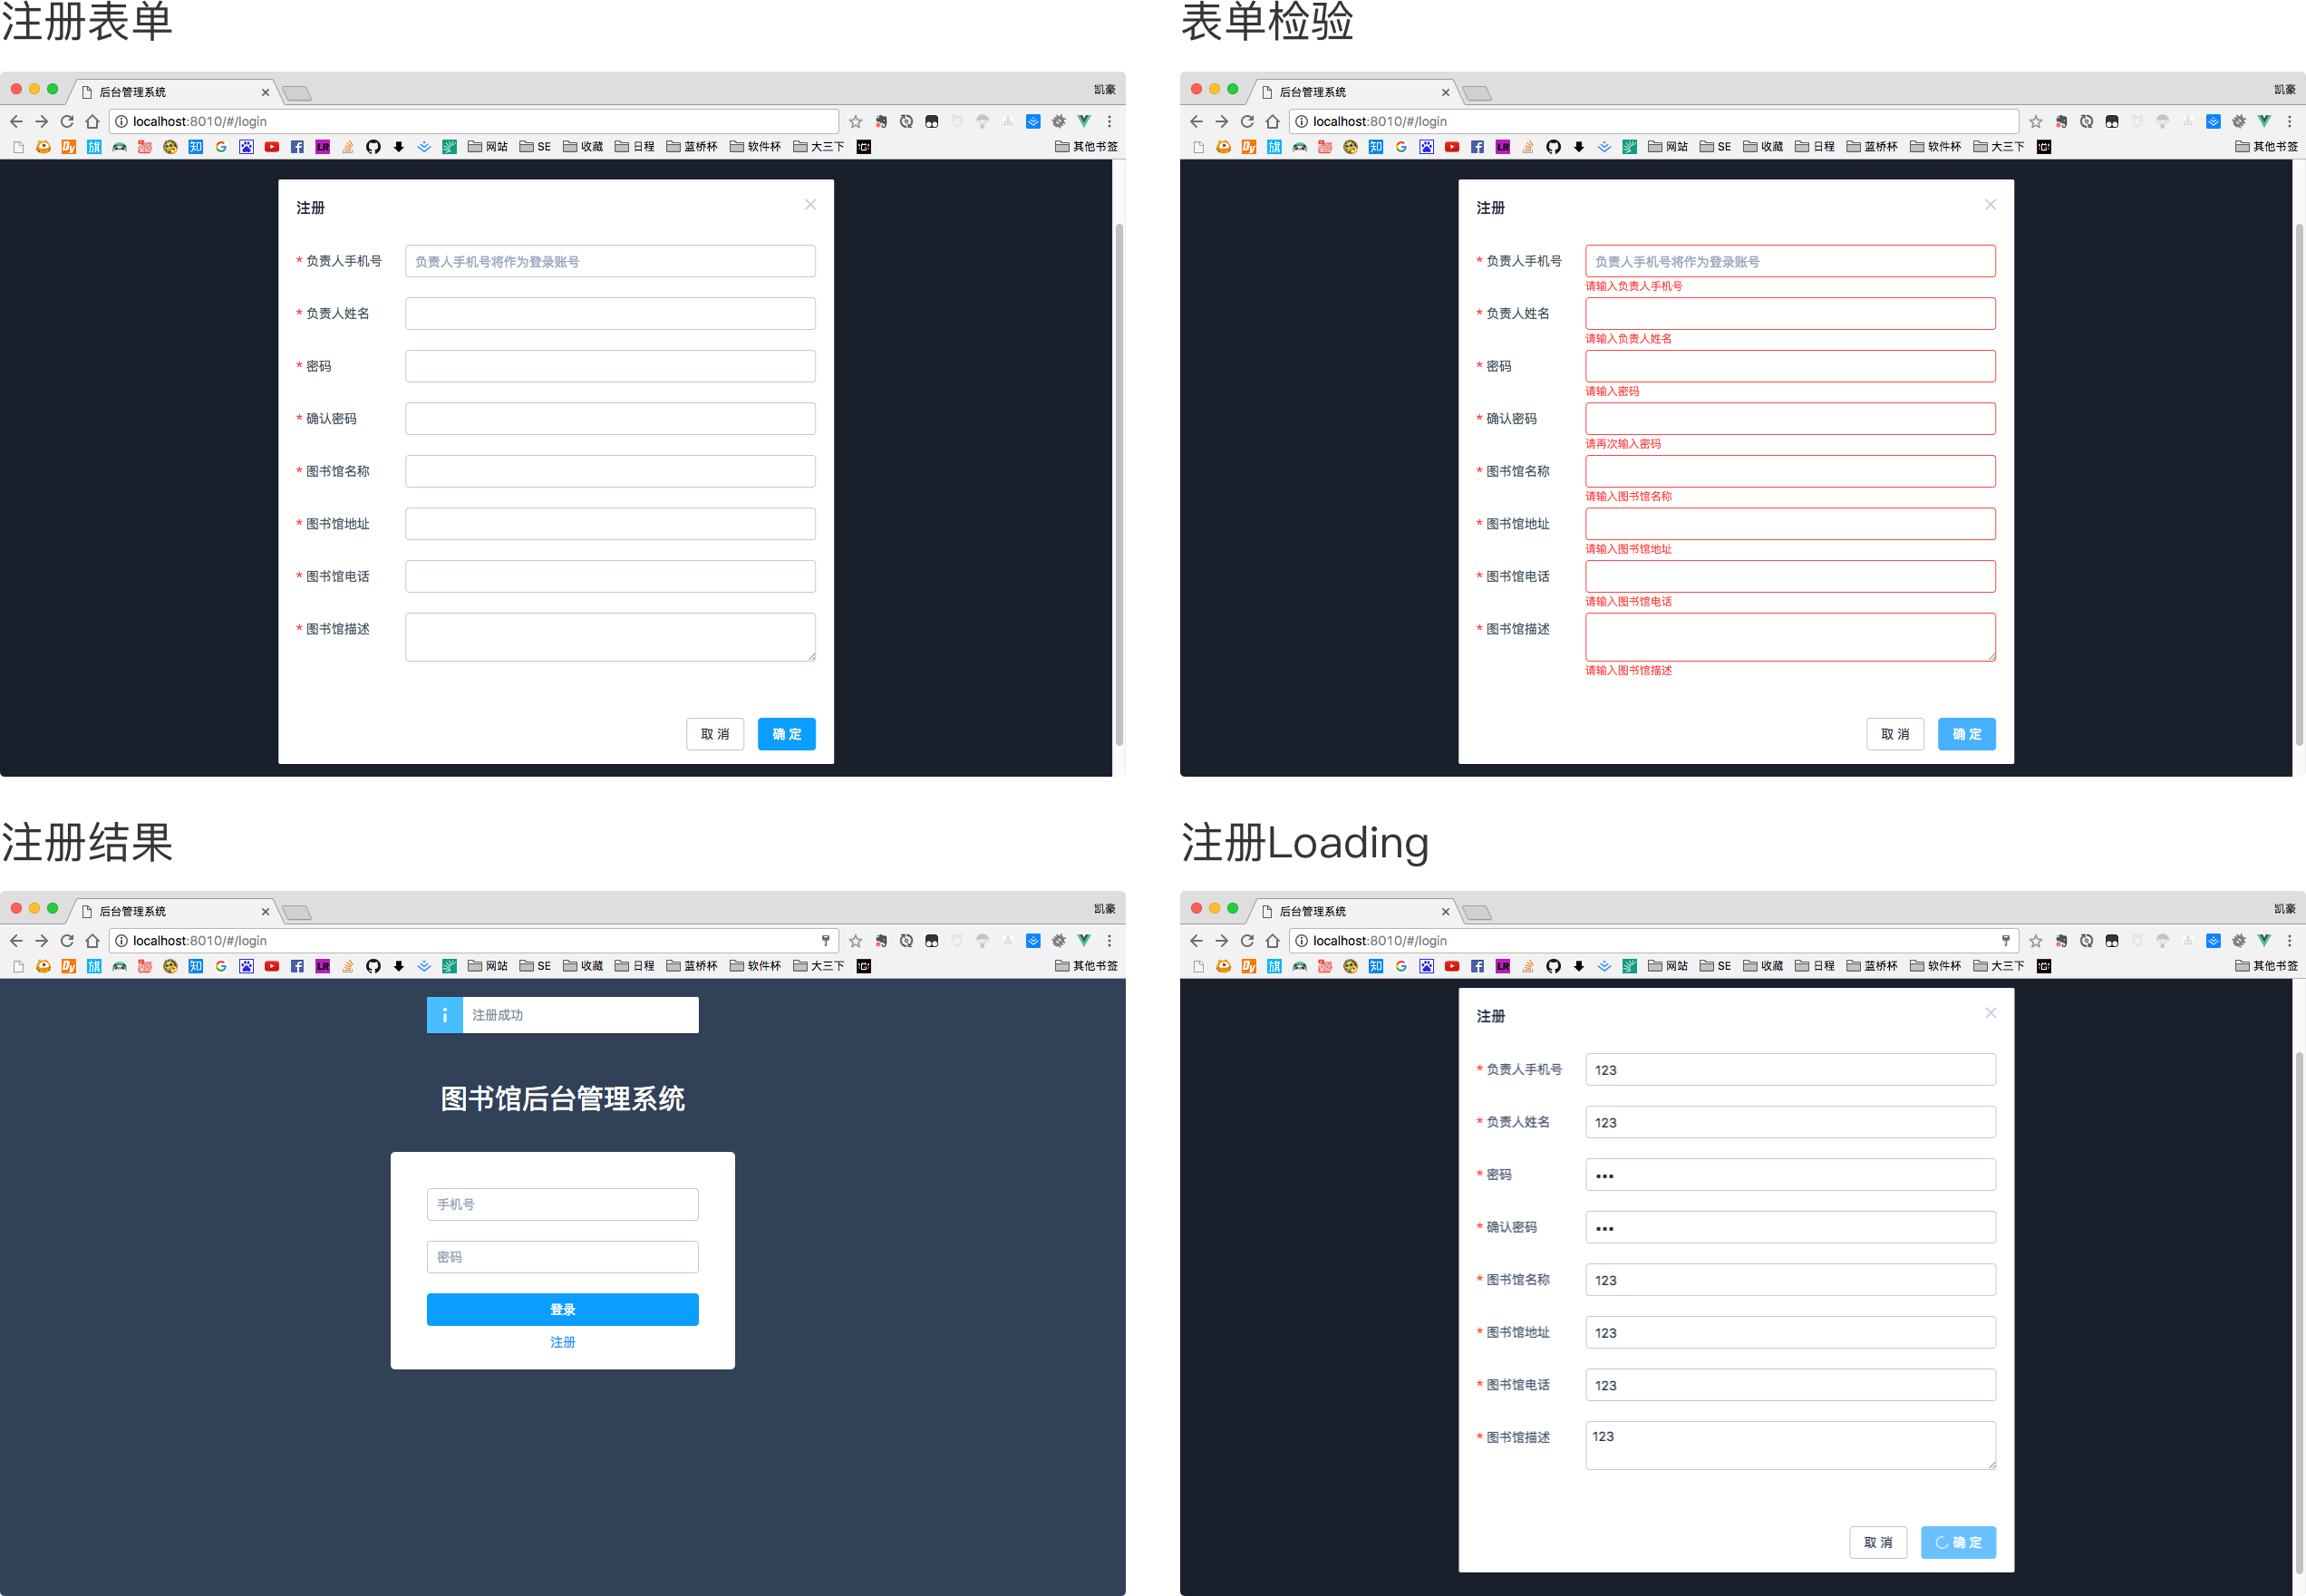 注册表单
后台管理系统
凯豪
localhost:8010/#/login
网站 SE 收藏 日程 蓝桥杯 软件杯 大三下 其他书签
注册
* 负责人手机号 负责人手机号将作为登录账号
* 负责人姓名
* 密码
* 确认密码
* 图书馆名称
* 图书馆地址
* 图书馆电话
* 图书馆描述
取 消 确 定
表单检验
后台管理系统
凯豪
localhost:8010/#/login
网站 SE 收藏 日程 蓝桥杯 软件杯 大三下 其他书签
注册
* 负责人手机号 负责人手机号将作为登录账号
请输入负责人手机号
* 负责人姓名
请输入负责人姓名
* 密码
请输入密码
* 确认密码
请再次输入密码
* 图书馆名称
请输入图书馆名称
* 图书馆地址
请输入图书馆地址
* 图书馆电话
请输入图书馆电话
* 图书馆描述
请输入图书馆描述
取 消 确 定
注册结果
后台管理系统
凯豪
localhost:8010/#/login
网站 SE 收藏 日程 蓝桥杯 软件杯 大三下 其他书签
注册成功
图书馆后台管理系统
手机号
密码
登录
注册
注册Loading
后台管理系统
凯豪
localhost:8010/#/login
网站 SE 收藏 日程 蓝桥杯 软件杯 大三下 其他书签
注册
* 负责人手机号 123
* 负责人姓名 123
* 密码 •••
* 确认密码 •••
* 图书馆名称 123
* 图书馆地址 123
* 图书馆电话 123
* 图书馆描述 123
取 消 确 定